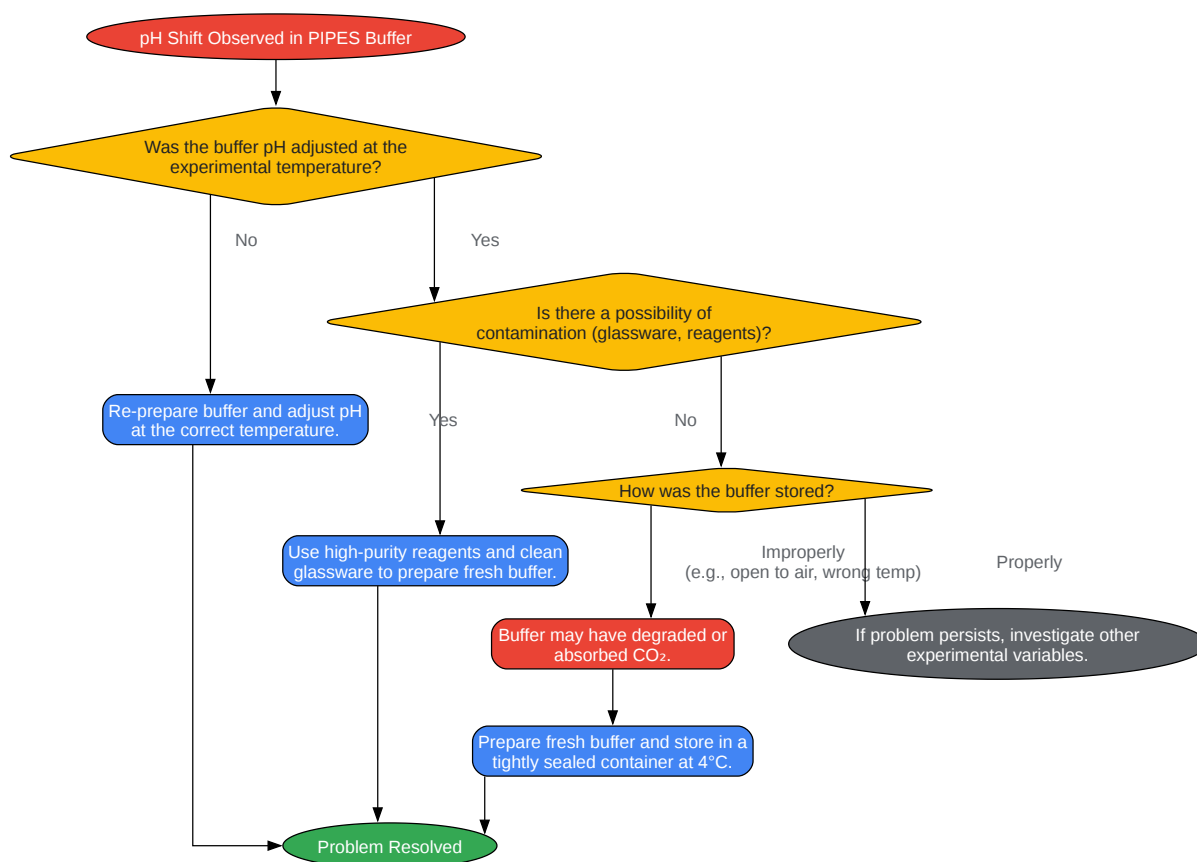 pH Shift Observed in PIPES Buffer
Was the buffer pH adjusted at the
experimental temperature?
No
Yes
Is there a possibility of
contamination (glassware, reagents)?
Re-prepare buffer and adjust pH
at the correct temperature.
Yes
No
How was the buffer stored?
Use high-purity reagents and clean
glassware to prepare fresh buffer.
Improperly
(e.g., open to air, wrong temp)
Properly
Buffer may have degraded or
absorbed CO₂.
If problem persists, investigate other
experimental variables.
Prepare fresh buffer and store in a
tightly sealed container at 4°C.
Problem Resolved